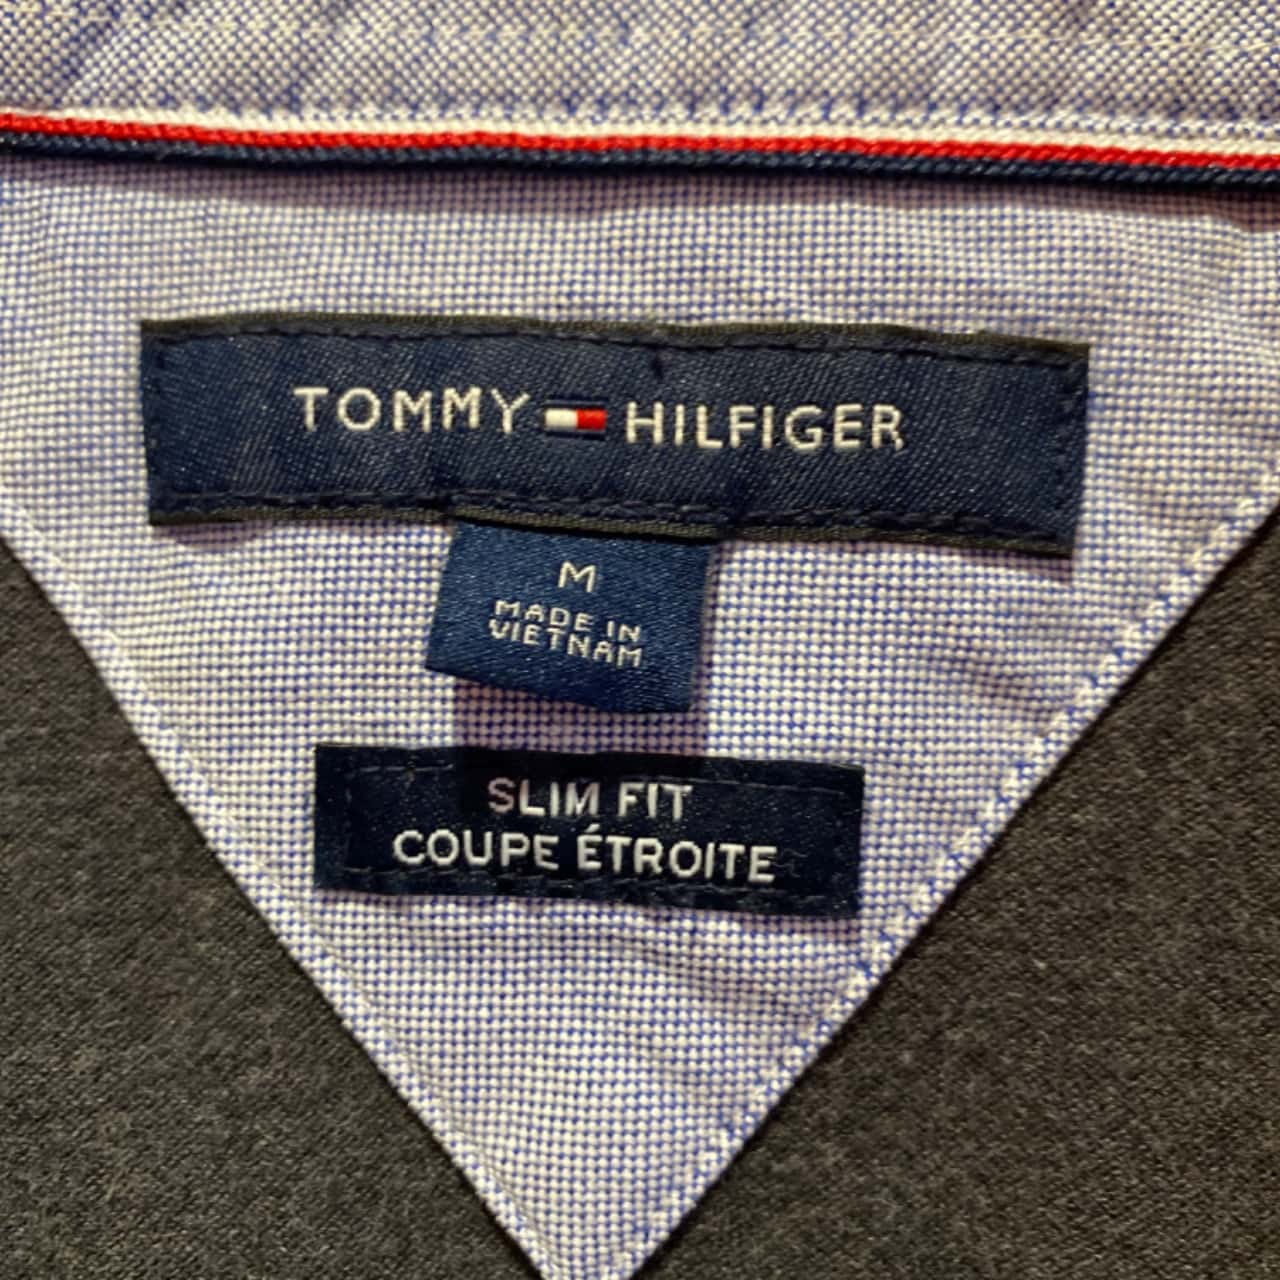 TOMMY HILFIGER
M
MADE IN
VIETNAM
SLIM FIT
COUPE ÉTROITE